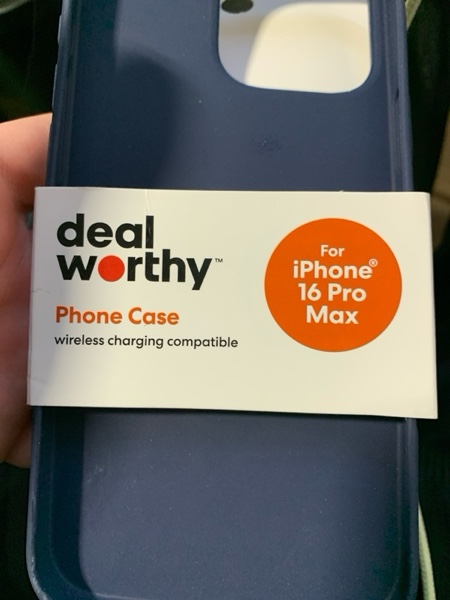 deal
worthy™
Phone Case
wireless charging compatible
For
iPhone®
16 Pro
Max